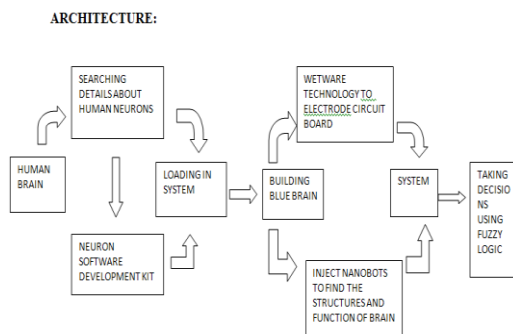 ARCHITECTURE:
SEARCHING
DETAILS ABOUT
HUMAN NEURONS
WETWARE
TECHNOLOGY TO
ELECTRODE CIRCUIT
BOARD
HUMAN
BRAIN
LOADING IN
SYSTEM
BUILDING
BLUE BRAIN
SYSTEM
TAKING
DECISIO
NS
USING
FUZZY
LOGIC
NEURON
SOFTWARE
DEVELOPMENT KIT
INJECT NANOBOTS
TO FIND THE
STRUCTURES AND
FUNCTION OF BRAIN